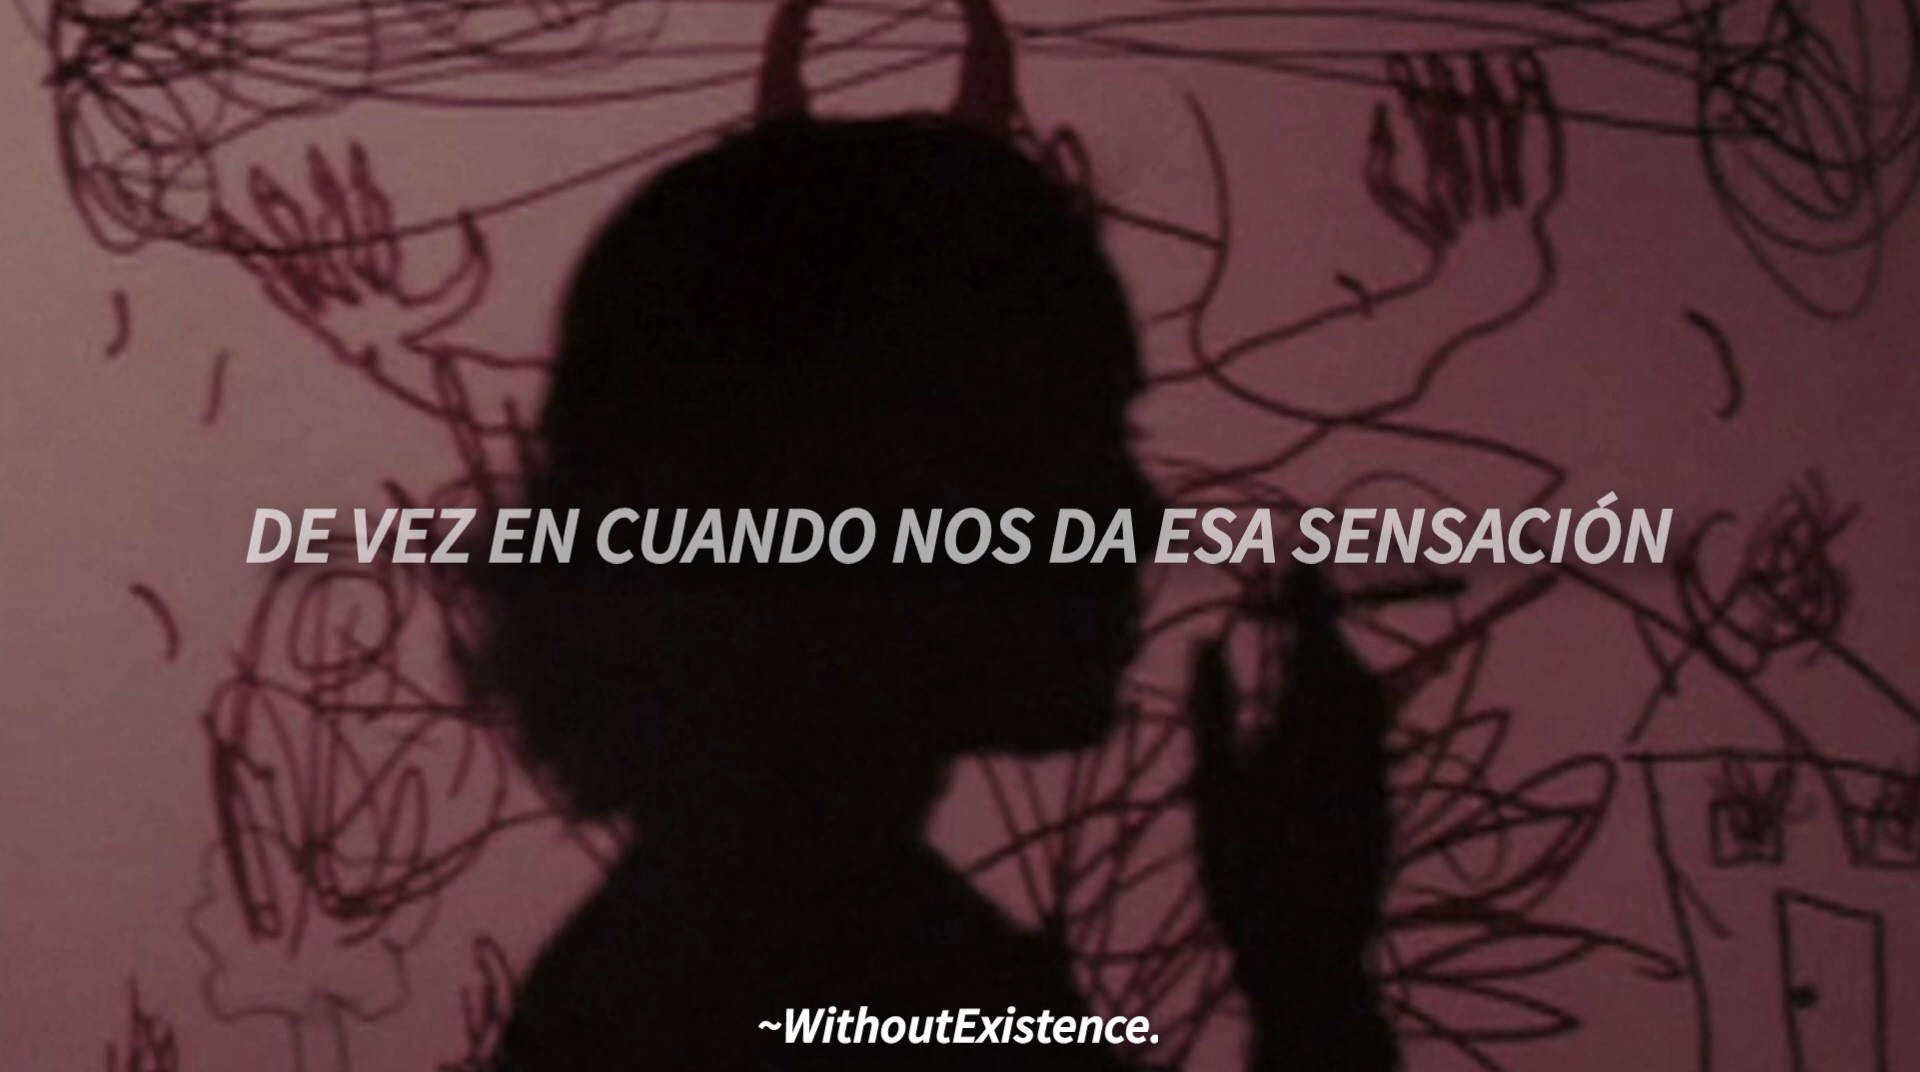 DE VEZ EN CUANDO NOS DA ESA SENSACIÓN
~WithoutExistence.